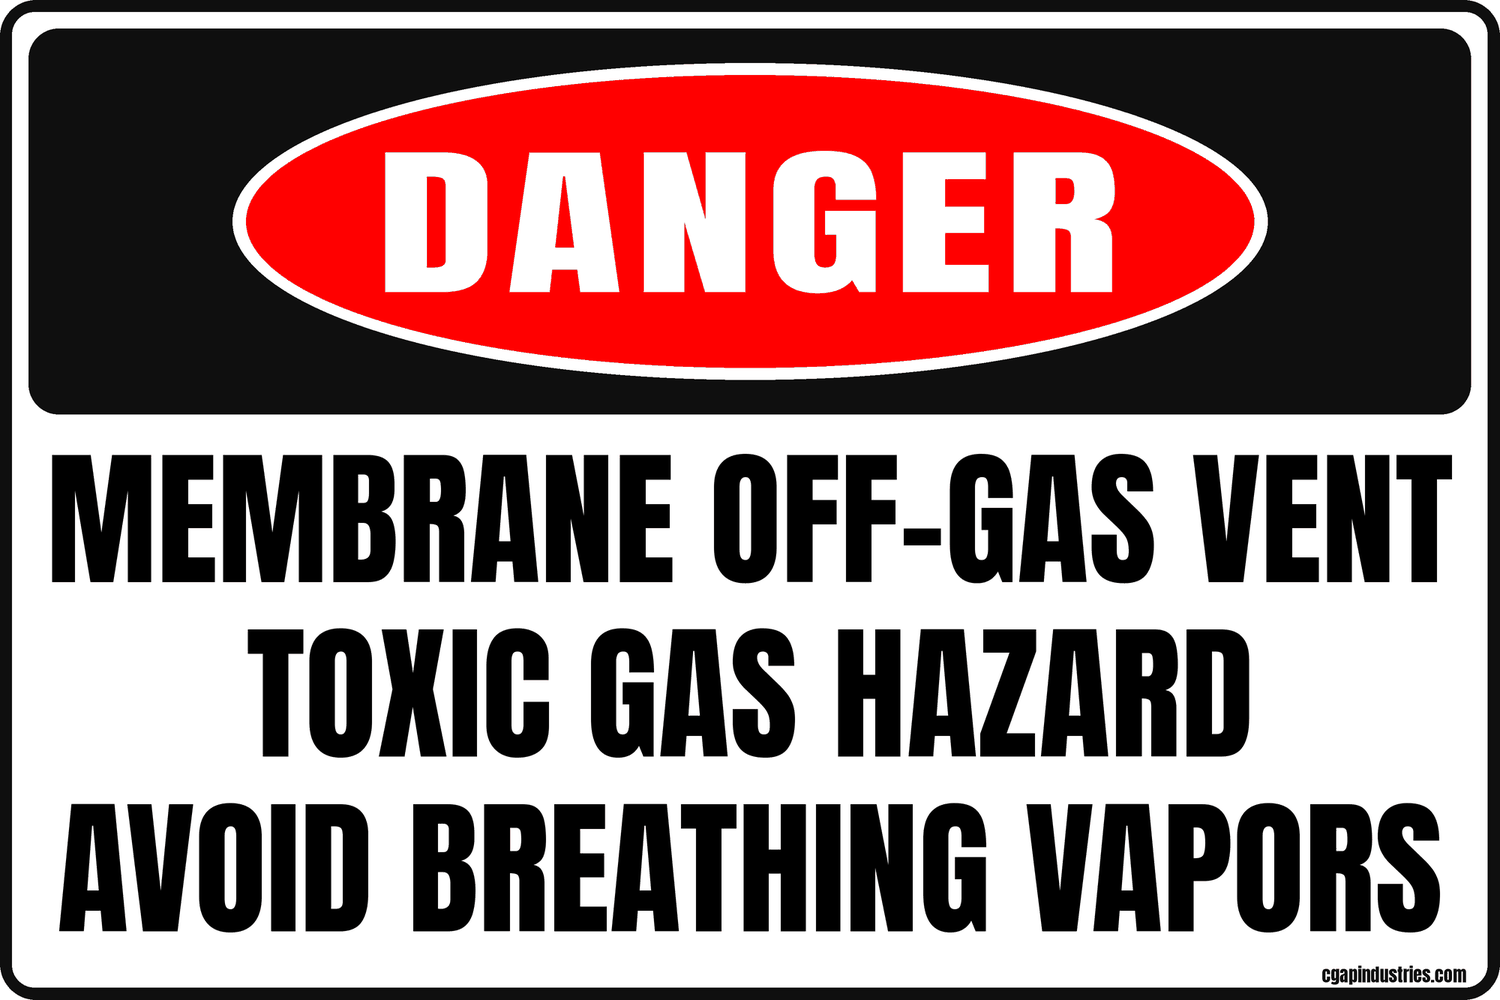 DANGER
MEMBRANE OFF-GAS VENT
TOXIC GAS HAZARD
AVOID BREATHING VAPORS
cgapindustries.com